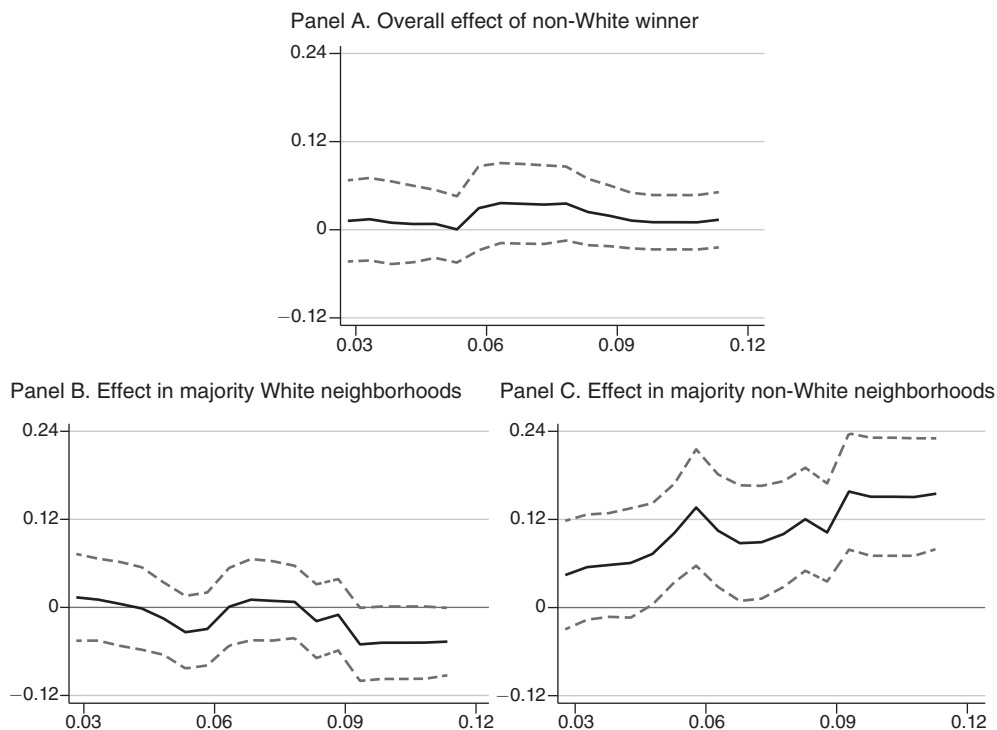 Panel A. Overall effect of non-White winner
0.24
0.12
0
−0.12
0.03 0.06 0.09 0.12
Panel B. Effect in majority White neighborhoods
0.24
0.12
0
−0.12
0.03 0.06 0.09 0.12
Panel C. Effect in majority non-White neighborhoods
0.24
0.12
0
−0.12
0.03 0.06 0.09 0.12